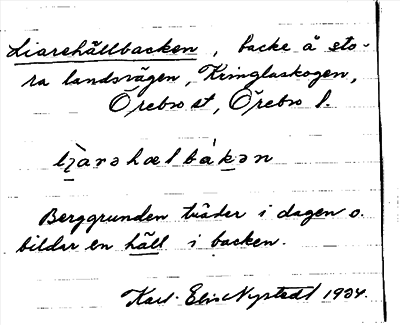 Liarehällbacken, backe å sto-
ra landsvägen, Kringlaskogen,
Örebro st, Örebro l.
Berggrunden träder i dagen o.
bildar en häll i backen.
Karl-Elis Nystedt 1934.